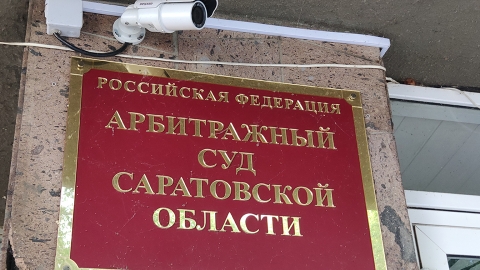 РОССИЙСКАЯ ФЕДЕРАЦИЯ
АРБИТРАЖНЫЙ
СУД
САРАТОВСКОЙ
ОБЛАСТИ